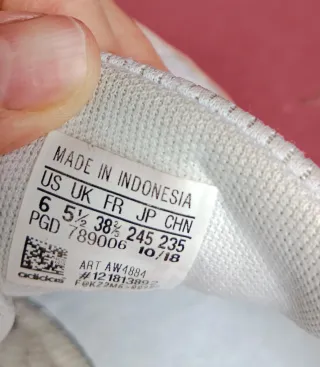 MADE IN INDONESIA
US UK FR JP CHN
6 5½ 38⅔ 245 235
PGD 789006 10/18
ART AW4884
adidas